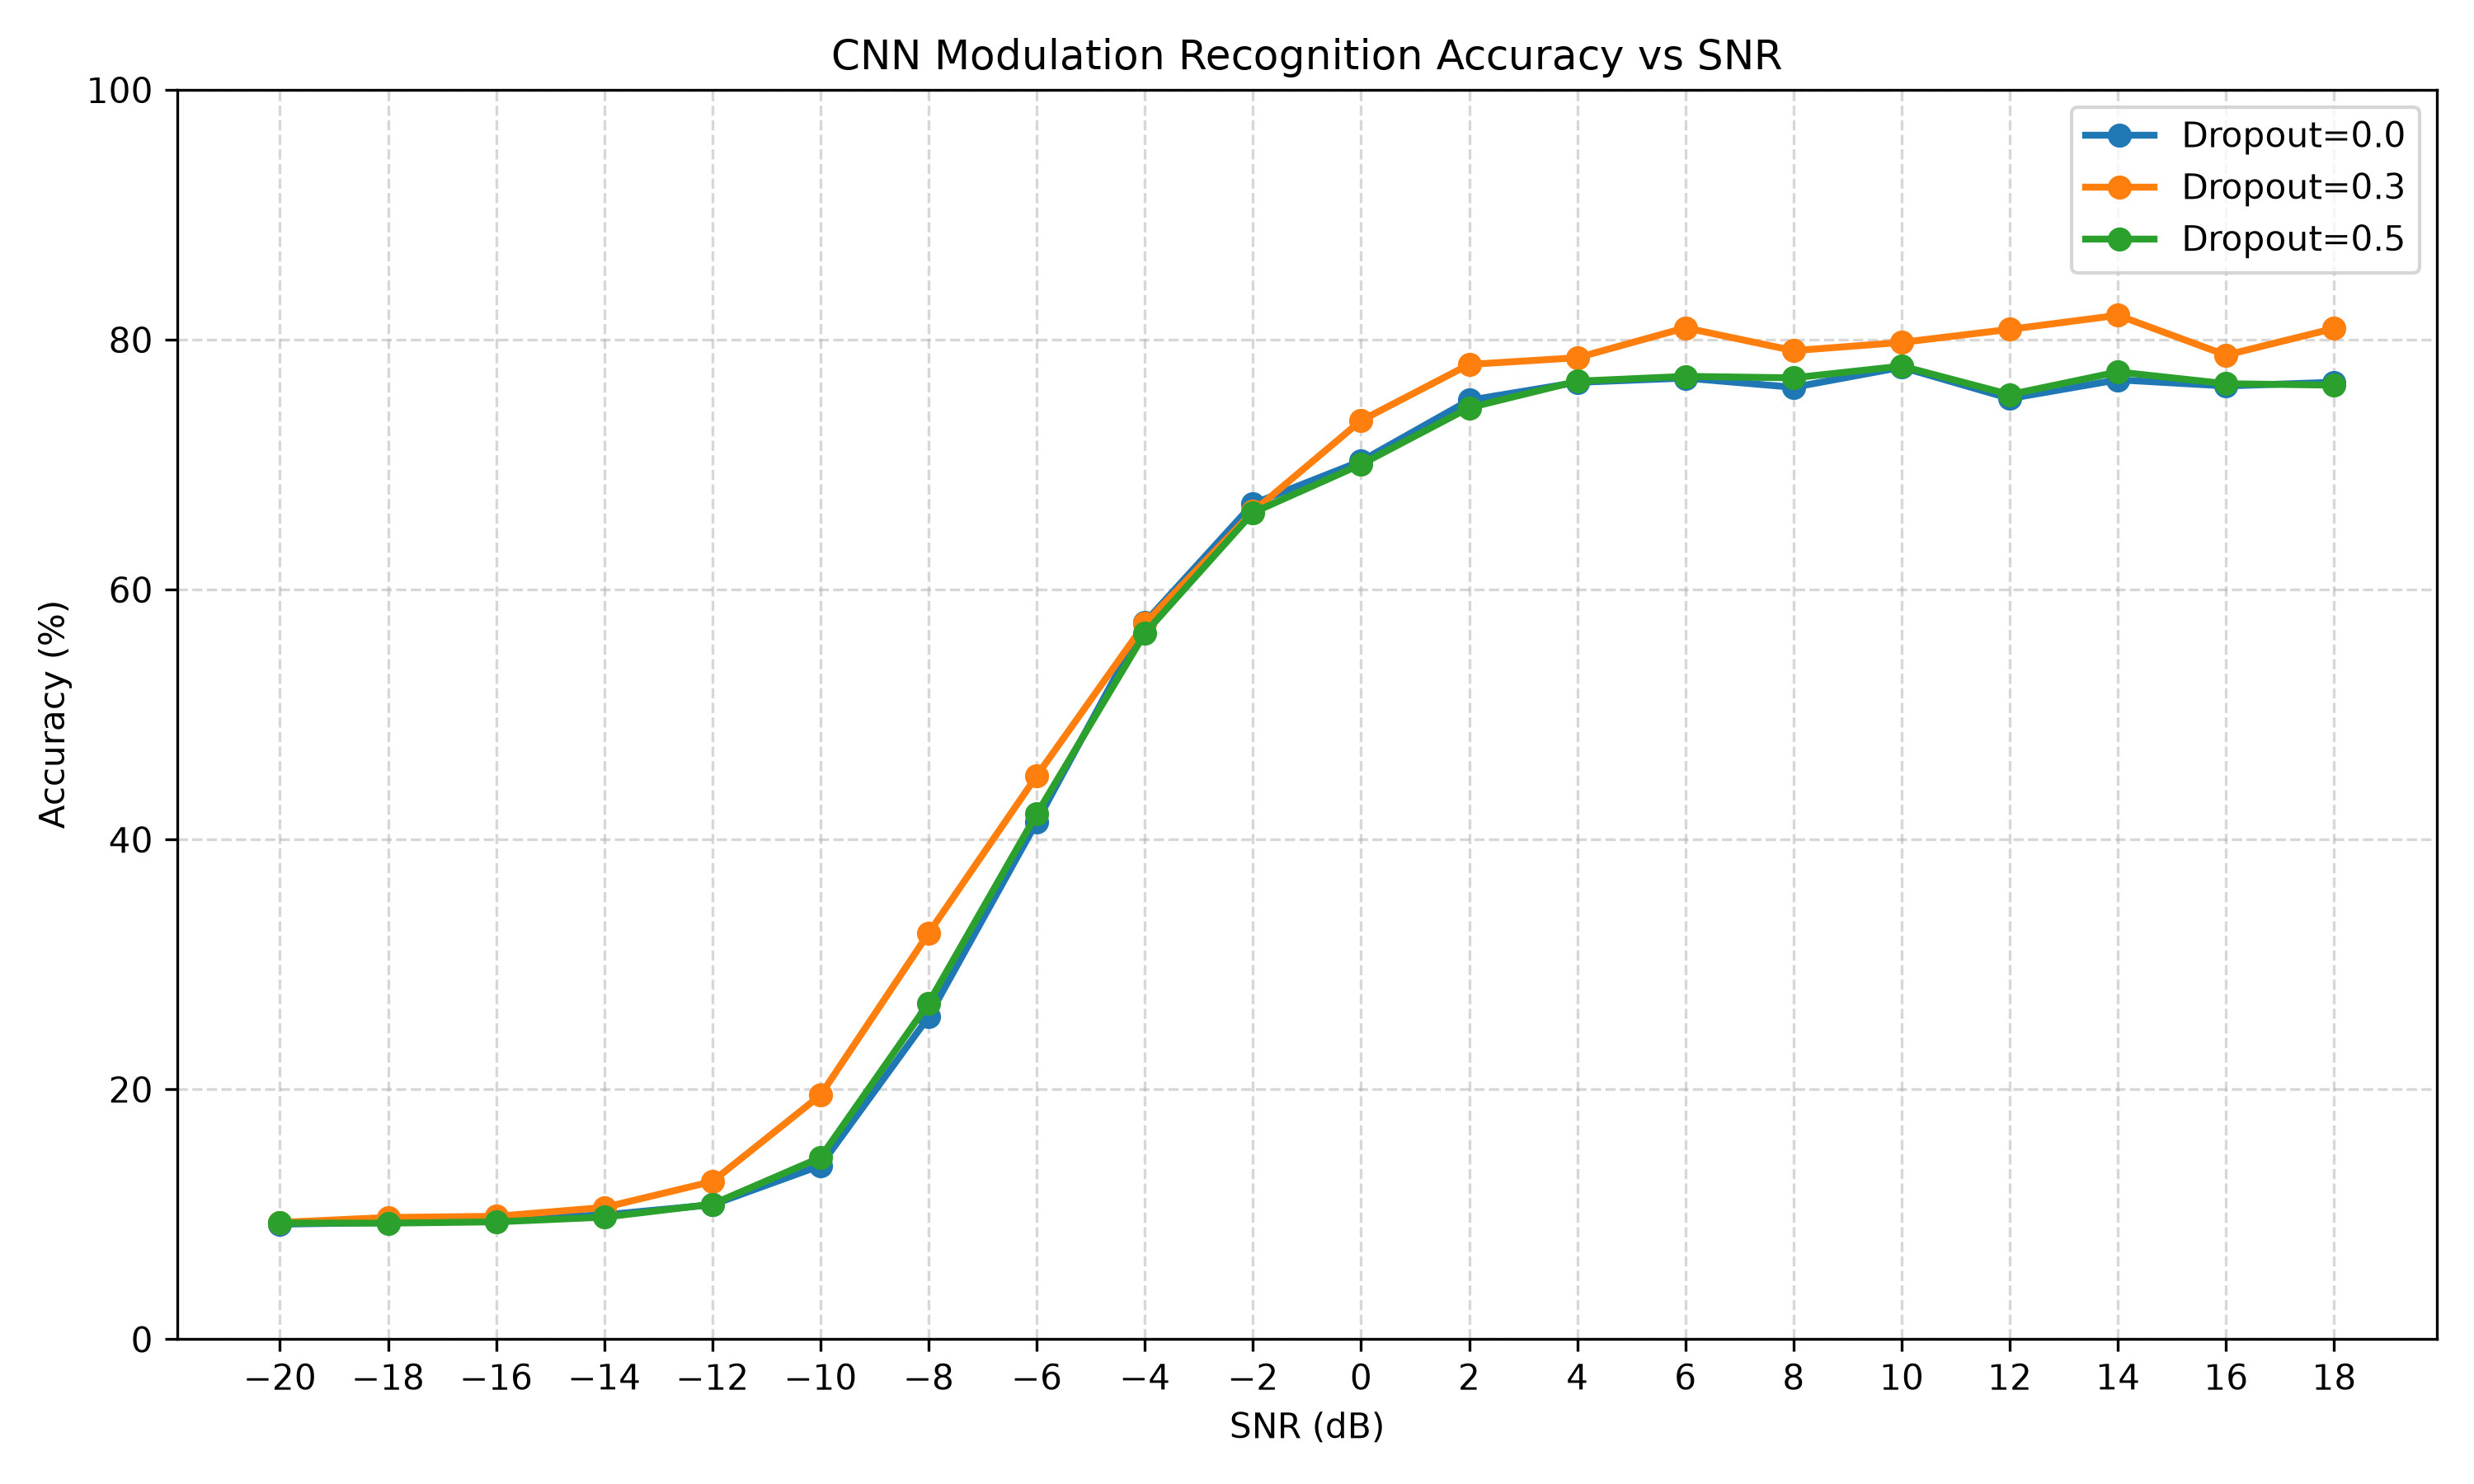 CNN Modulation Recognition Accuracy vs SNR
Dropout=0.0
Dropout=0.3
Dropout=0.5
Accuracy (%)
100
80
60
40
20
0
−20 −18 −16 −14 −12 −10 −8 −6 −4 −2 0 2 4 6 8 10 12 14 16 18
SNR (dB)